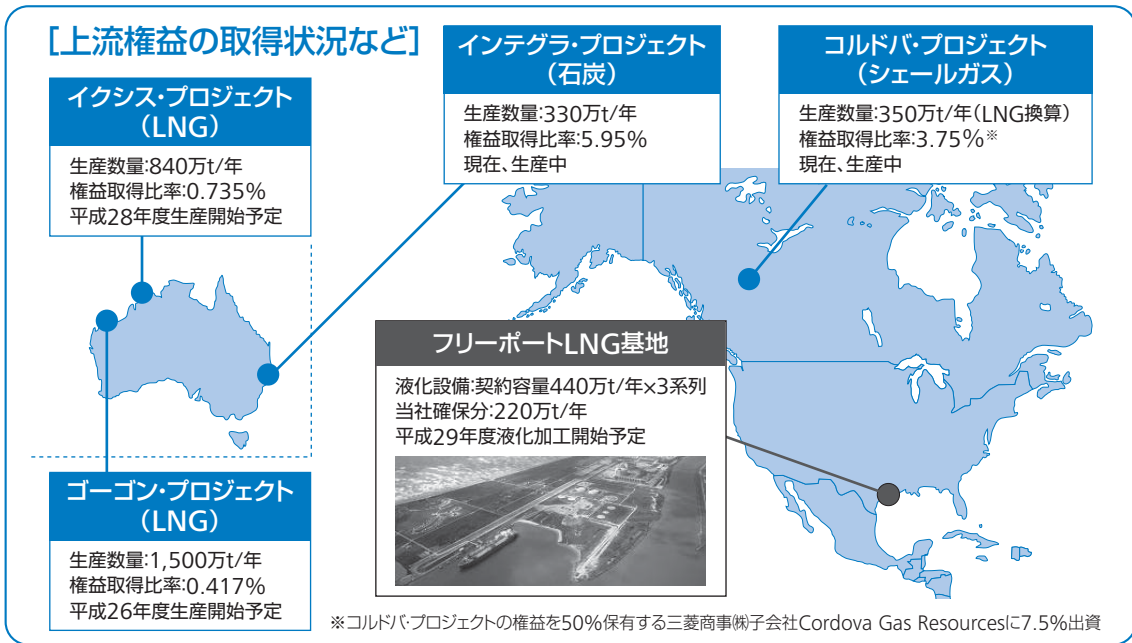 [上流権益の取得状況など]
イクシス・プロジェクト
(LNG)
生産数量:840万t/年
権益取得比率:0.735%
平成28年度生産開始予定
インテグラ・プロジェクト
(石炭)
生産数量:330万t/年
権益取得比率:5.95%
現在、生産中
コルドバ・プロジェクト
(シェールガス)
生産数量:350万t/年(LNG換算)
権益取得比率:3.75%※
現在、生産中
フリーポートLNG基地
液化設備:契約容量440万t/年×3系列
当社確保分:220万t/年
平成29年度液化加工開始予定
ゴーゴン・プロジェクト
(LNG)
生産数量:1,500万t/年
権益取得比率:0.417%
平成26年度生産開始予定
※コルドバ・プロジェクトの権益を50%保有する三菱商事㈱子会社Cordova Gas Resourcesに7.5%出資